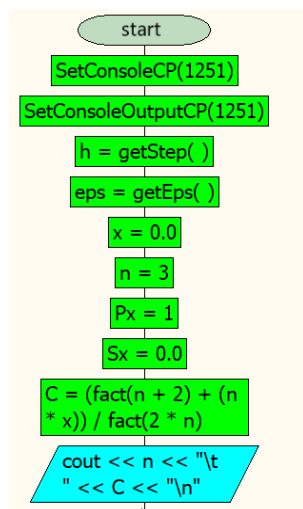 start
SetConsoleCP(1251)
SetConsoleOutputCP(1251)
h = getStep( )
eps = getEps( )
x = 0.0
n = 3
Px = 1
Sx = 0.0
C = (fact(n + 2) + (n
* x)) / fact(2 * n)
cout << n << "\t
" << C << "\n"